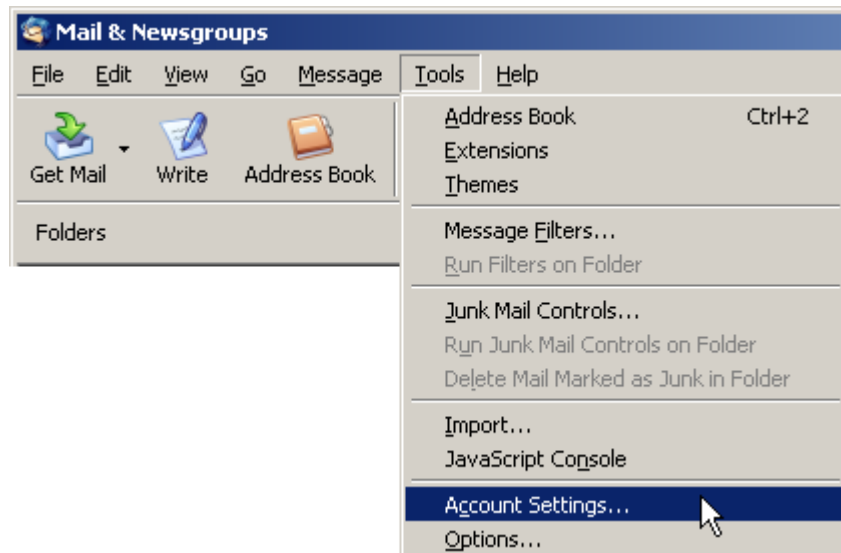 Mail & Newsgroups
File Edit View Go Message Tools Help
Get Mail Write Address Book
Folders
Address Book Ctrl+2
Extensions
Themes
Message Filters...
Run Filters on Folder
Junk Mail Controls...
Run Junk Mail Controls on Folder
Delete Mail Marked as Junk in Folder
Import...
JavaScript Console
Account Settings...
Options...